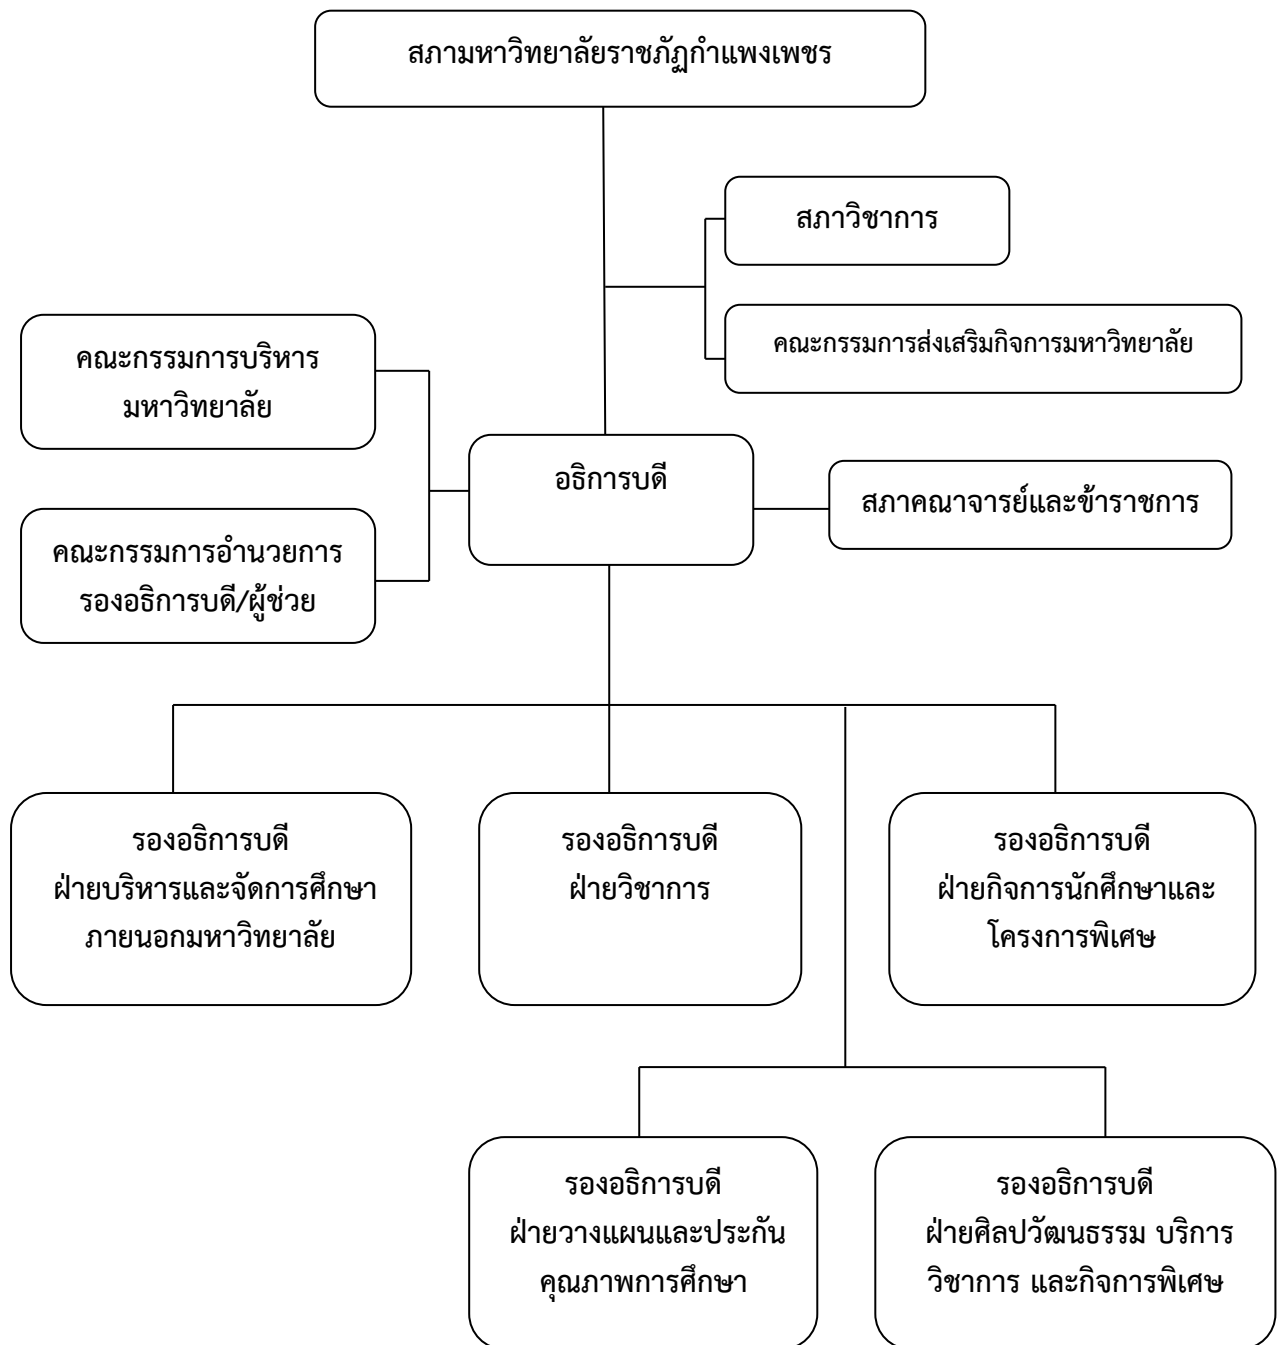 สภามหาวิทยาลัยราชภัฏกำแพงเพชร
สภาวิชาการ
คณะกรรมการส่งเสริมกิจการมหาวิทยาลัย
คณะกรรมการบริหาร
มหาวิทยาลัย
อธิการบดี
สภาคณาจารย์และข้าราชการ
คณะกรรมการอำนวยการ
รองอธิการบดี/ผู้ช่วย
รองอธิการบดี
ฝ่ายบริหารและจัดการศึกษา
ภายนอกมหาวิทยาลัย
รองอธิการบดี
ฝ่ายวิชาการ
รองอธิการบดี
ฝ่ายกิจการนักศึกษาและ
โครงการพิเศษ
รองอธิการบดี
ฝ่ายวางแผนและประกัน
คุณภาพการศึกษา
รองอธิการบดี
ฝ่ายศิลปวัฒนธรรม บริการ
วิชาการ และกิจการพิเศษ